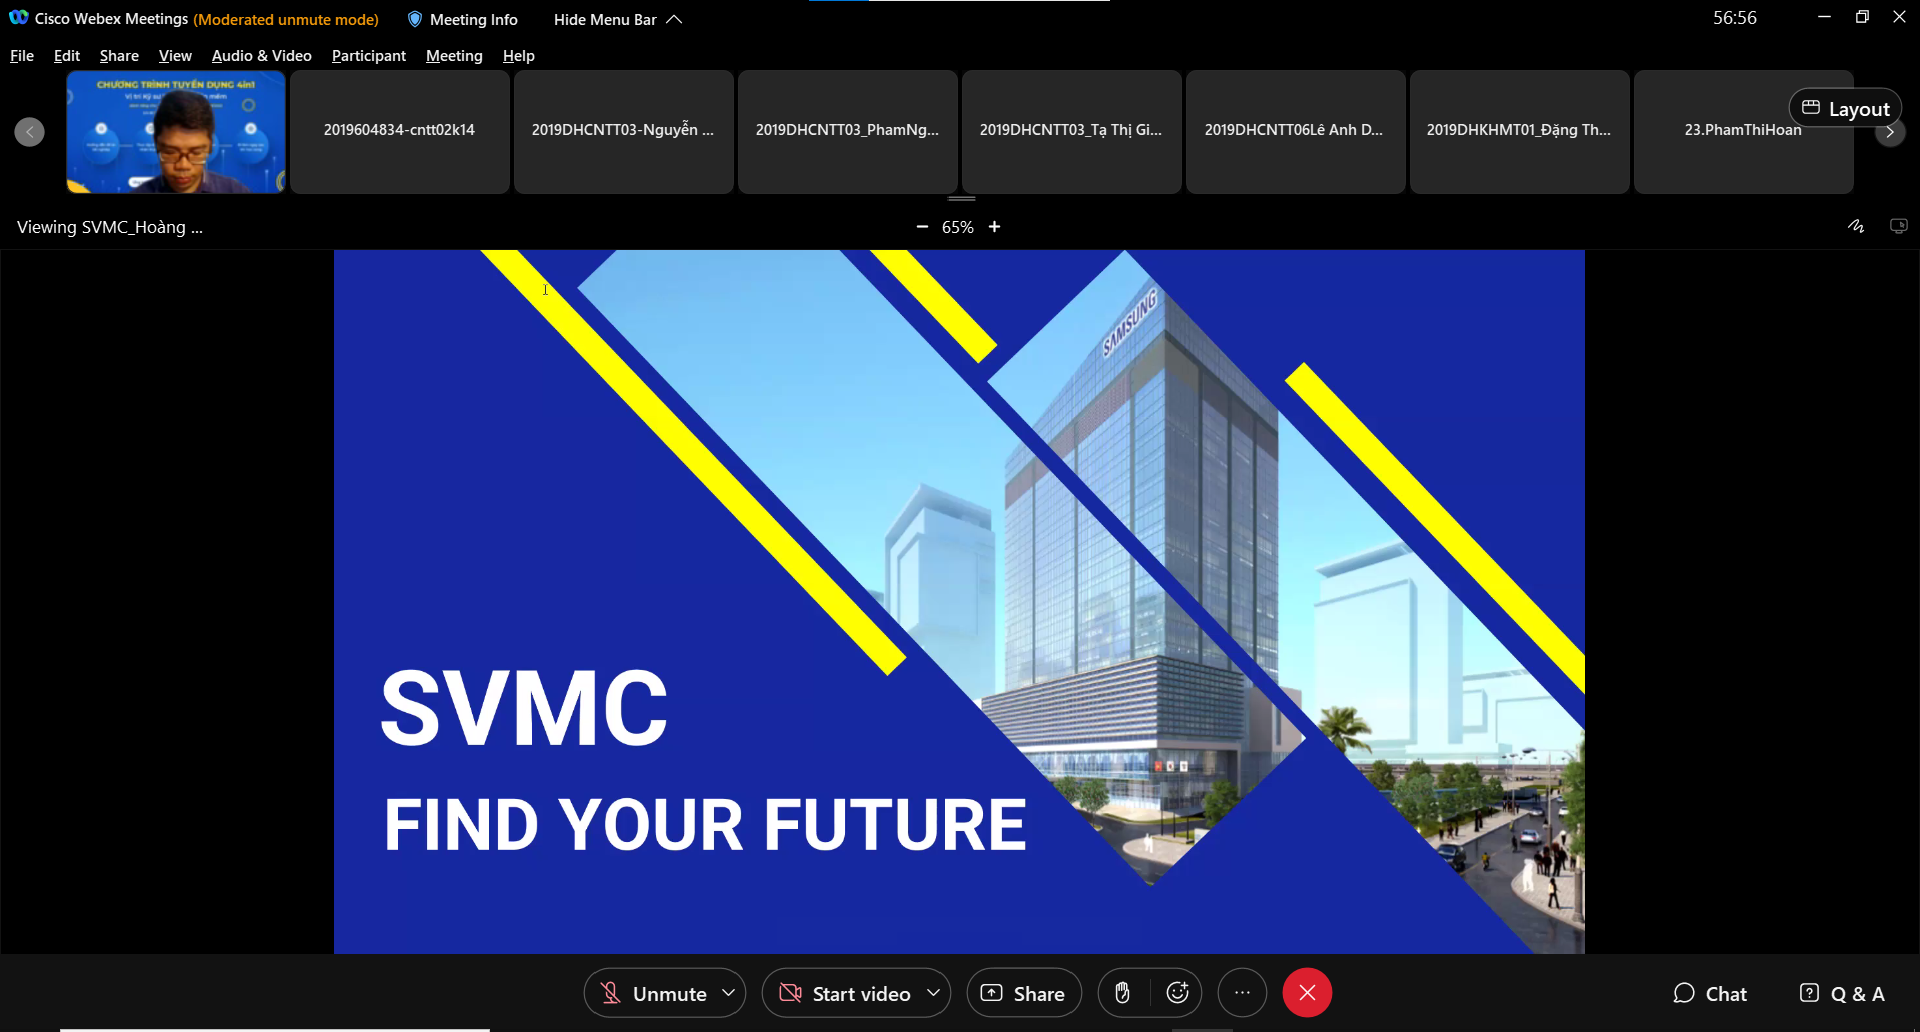 Cisco Webex Meetings (Moderated unmute mode) Meeting Info Hide Menu Bar 56:56
File Edit Share View Audio & Video Participant Meeting Help
CHƯƠNG TRÌNH TUYỂN DỤNG 4in1
2019604834-cntt02k14
2019DHCNTT03-Nguyễn ...
2019DHCNTT03_PhamNg...
2019DHCNTT03_Tạ Thị Gi...
2019DHCNTT06Lê Anh D...
2019DHKHMT01_Đặng Th...
23.PhamThiHoan
Layout
Viewing SVMC_Hoàng ... 65%
SAMSUNG
SVMC
FIND YOUR FUTURE
Unmute Start video Share Chat Q & A